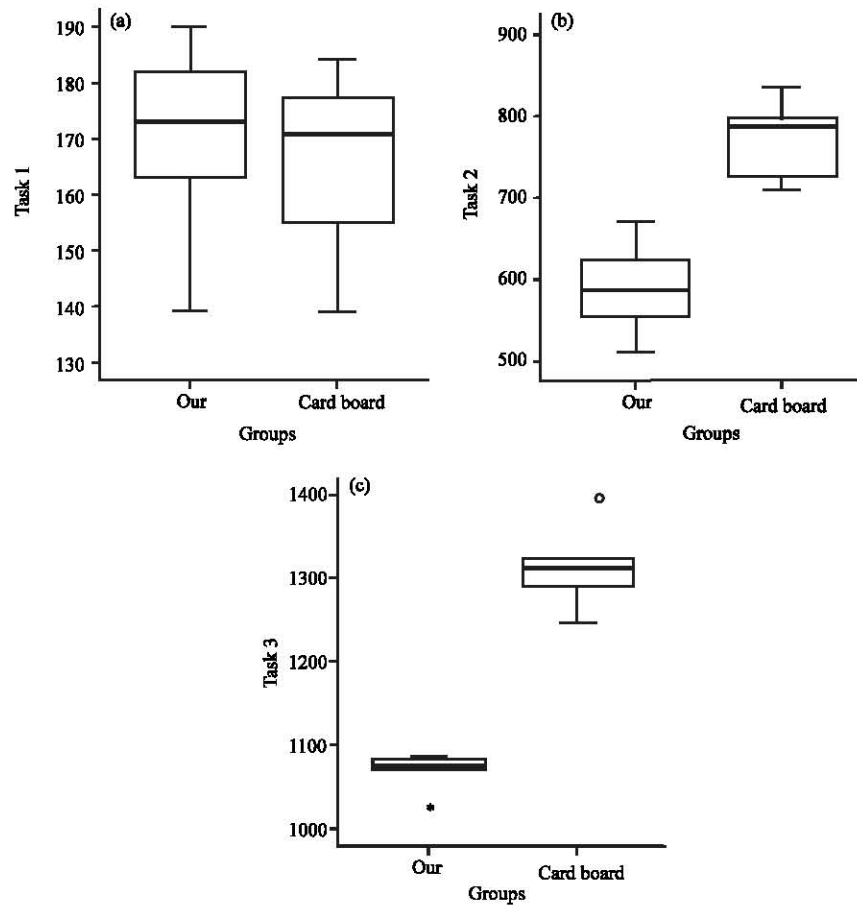 (a)
190
180
170
160
150
140
130
Task 1
Our Card board
Groups
(b)
900
800
700
600
500
Task 2
Our Card board
Groups
(c)
1400
1300
1200
1100
1000
Task 3
Our Card board
Groups